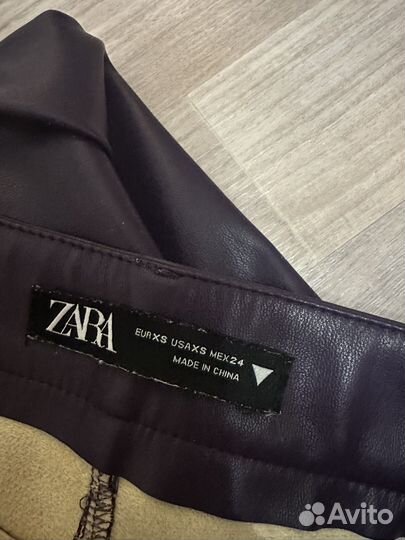 ZARA
EUR XS USA XS MEX 24
MADE IN CHINA
Avito